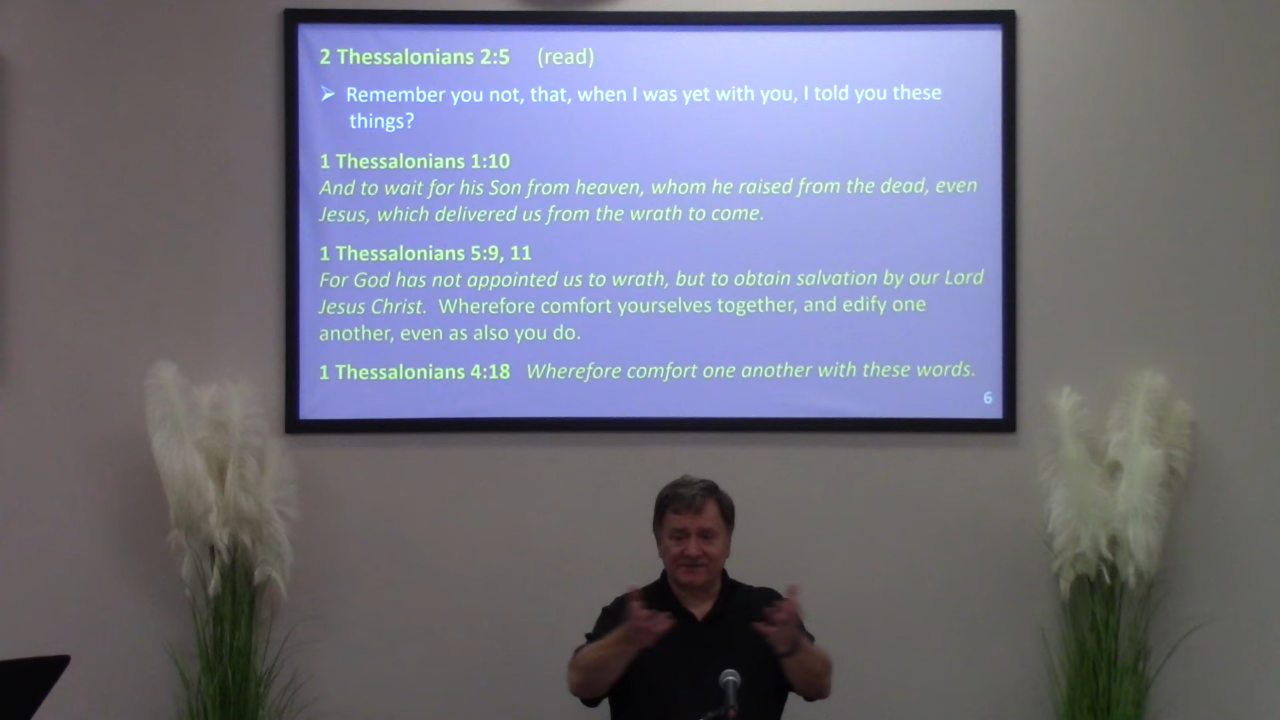 2 Thessalonians 2:5 (read)
➢ Remember you not, that, when I was yet with you, I told you these
things?
1 Thessalonians 1:10
And to wait for his Son from heaven, whom he raised from the dead, even
Jesus, which delivered us from the wrath to come.
1 Thessalonians 5:9, 11
For God has not appointed us to wrath, but to obtain salvation by our Lord
Jesus Christ. Wherefore comfort yourselves together, and edify one
another, even as also you do.
1 Thessalonians 4:18 Wherefore comfort one another with these words.
6